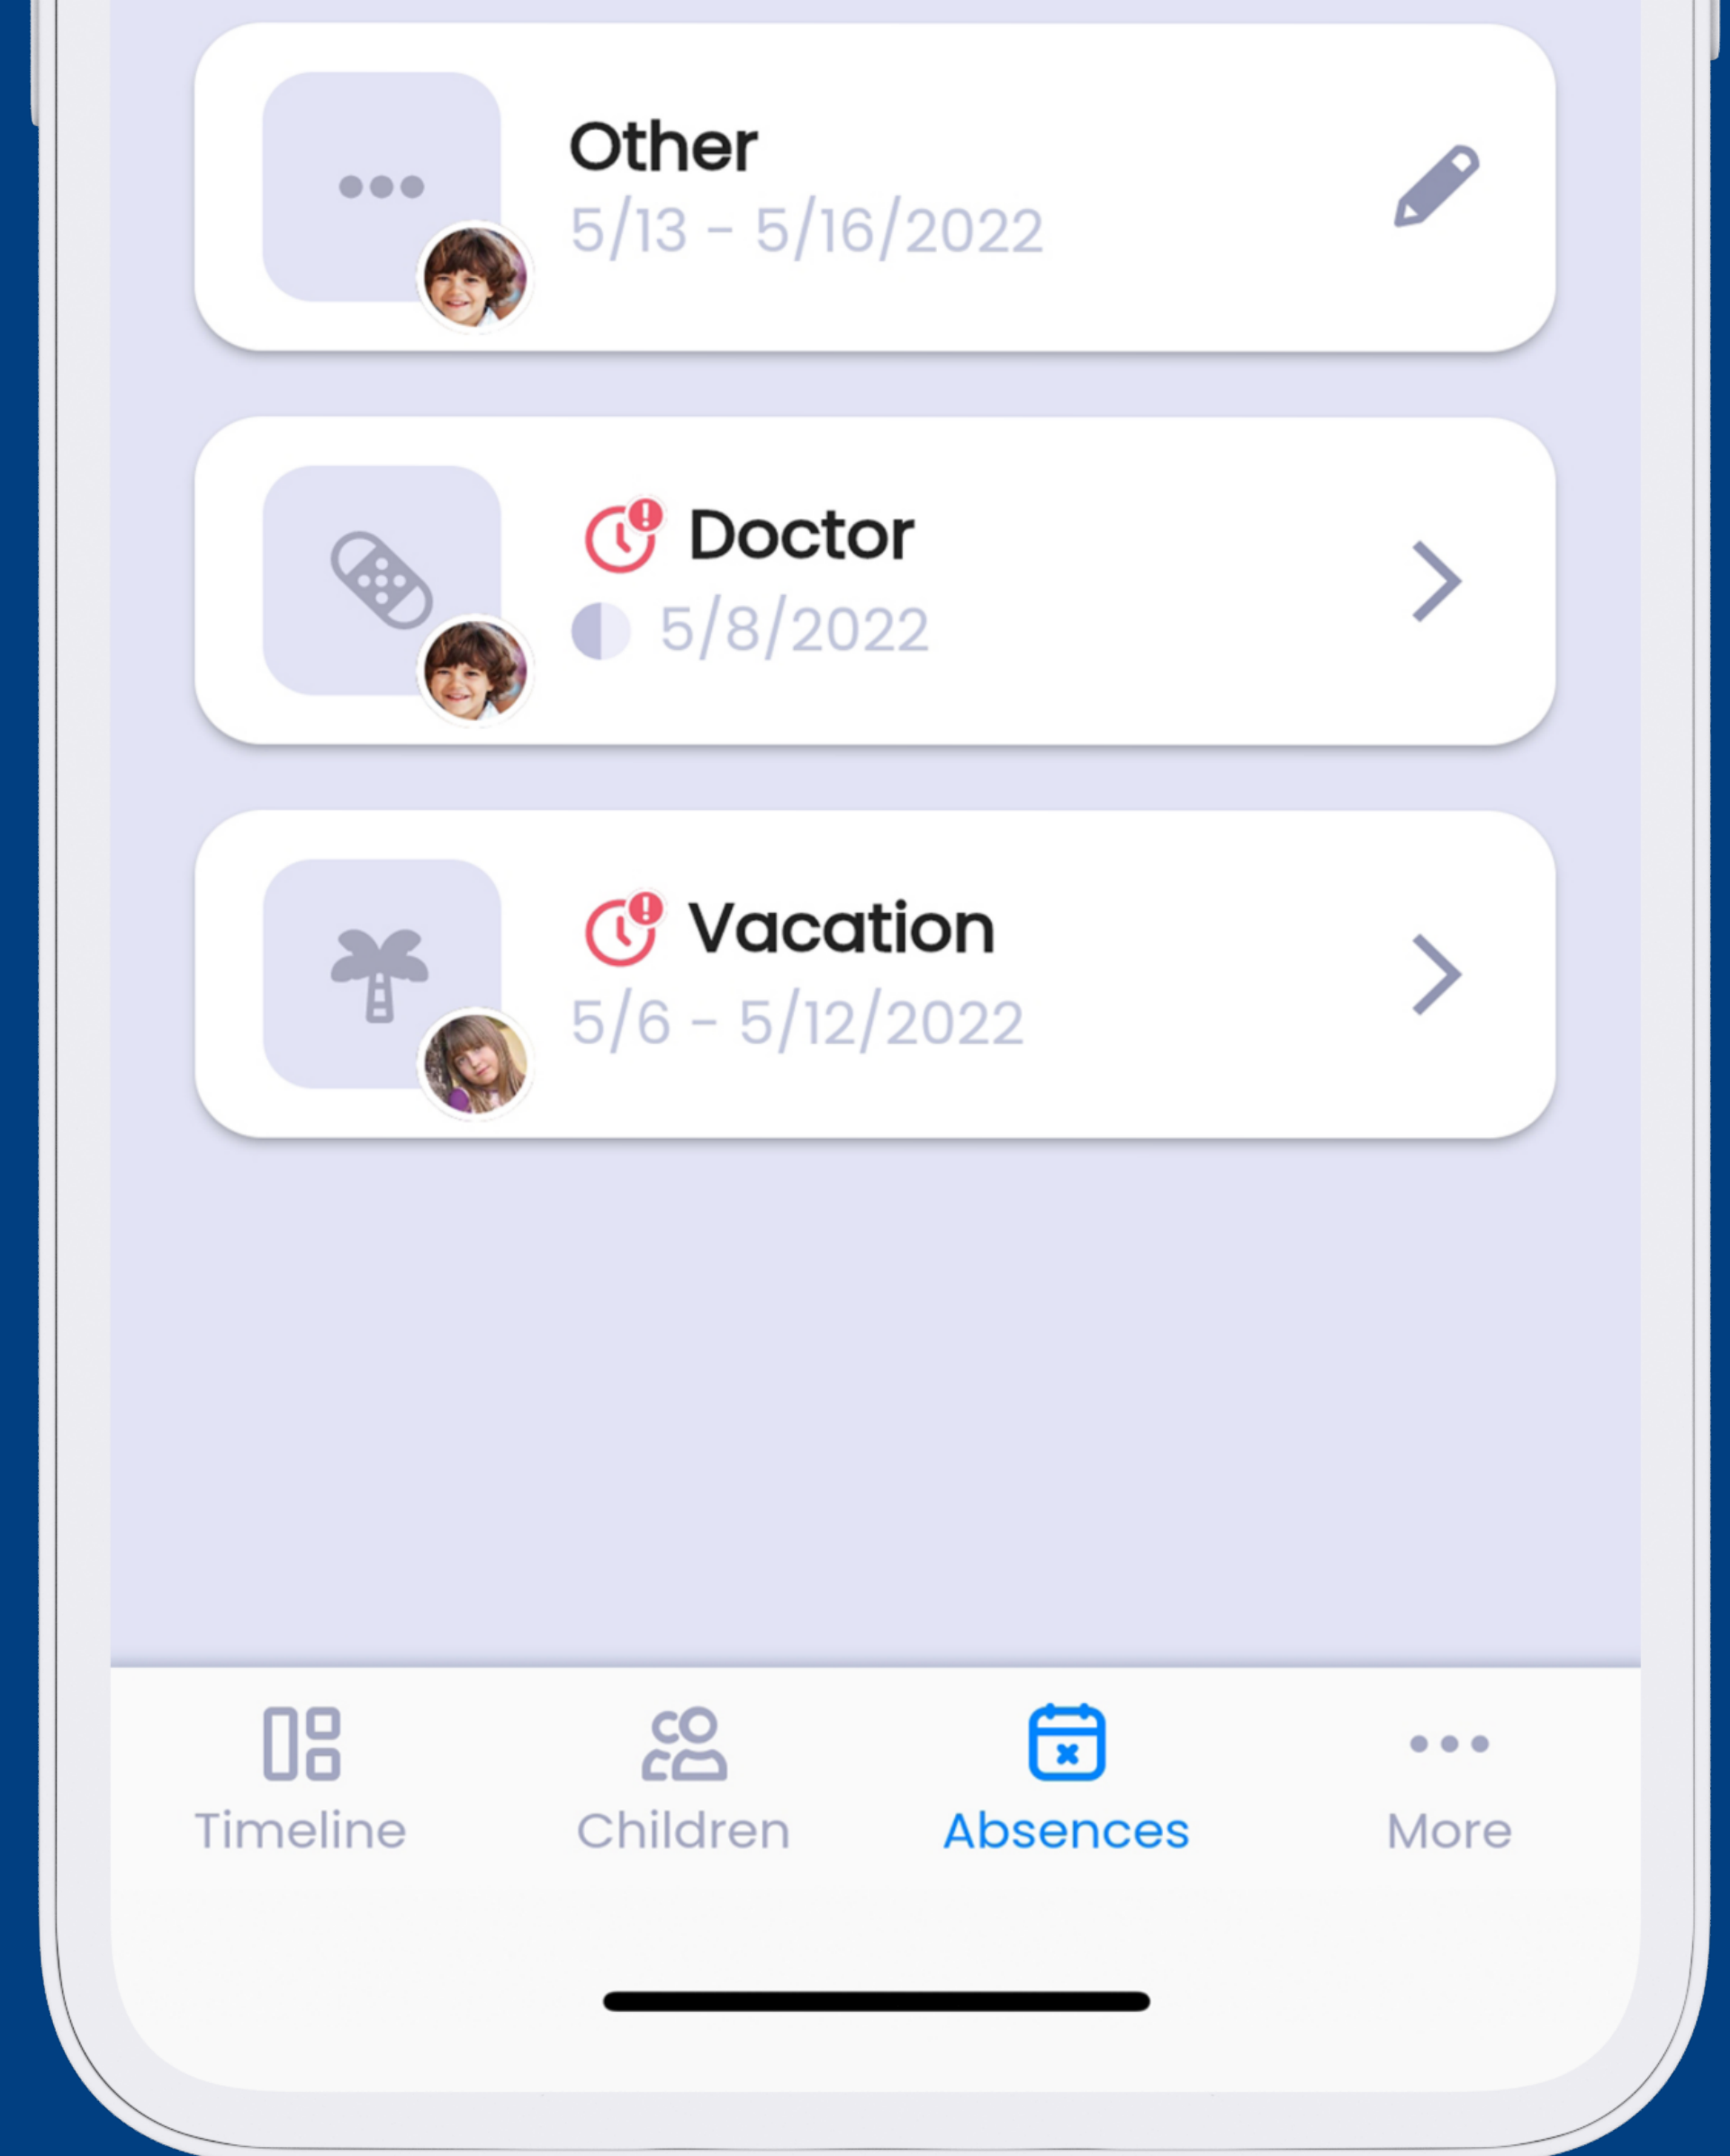 Other
5/13 - 5/16/2022
Doctor
5/8/2022
Vacation
5/6 - 5/12/2022
Timeline
Children
Absences
More